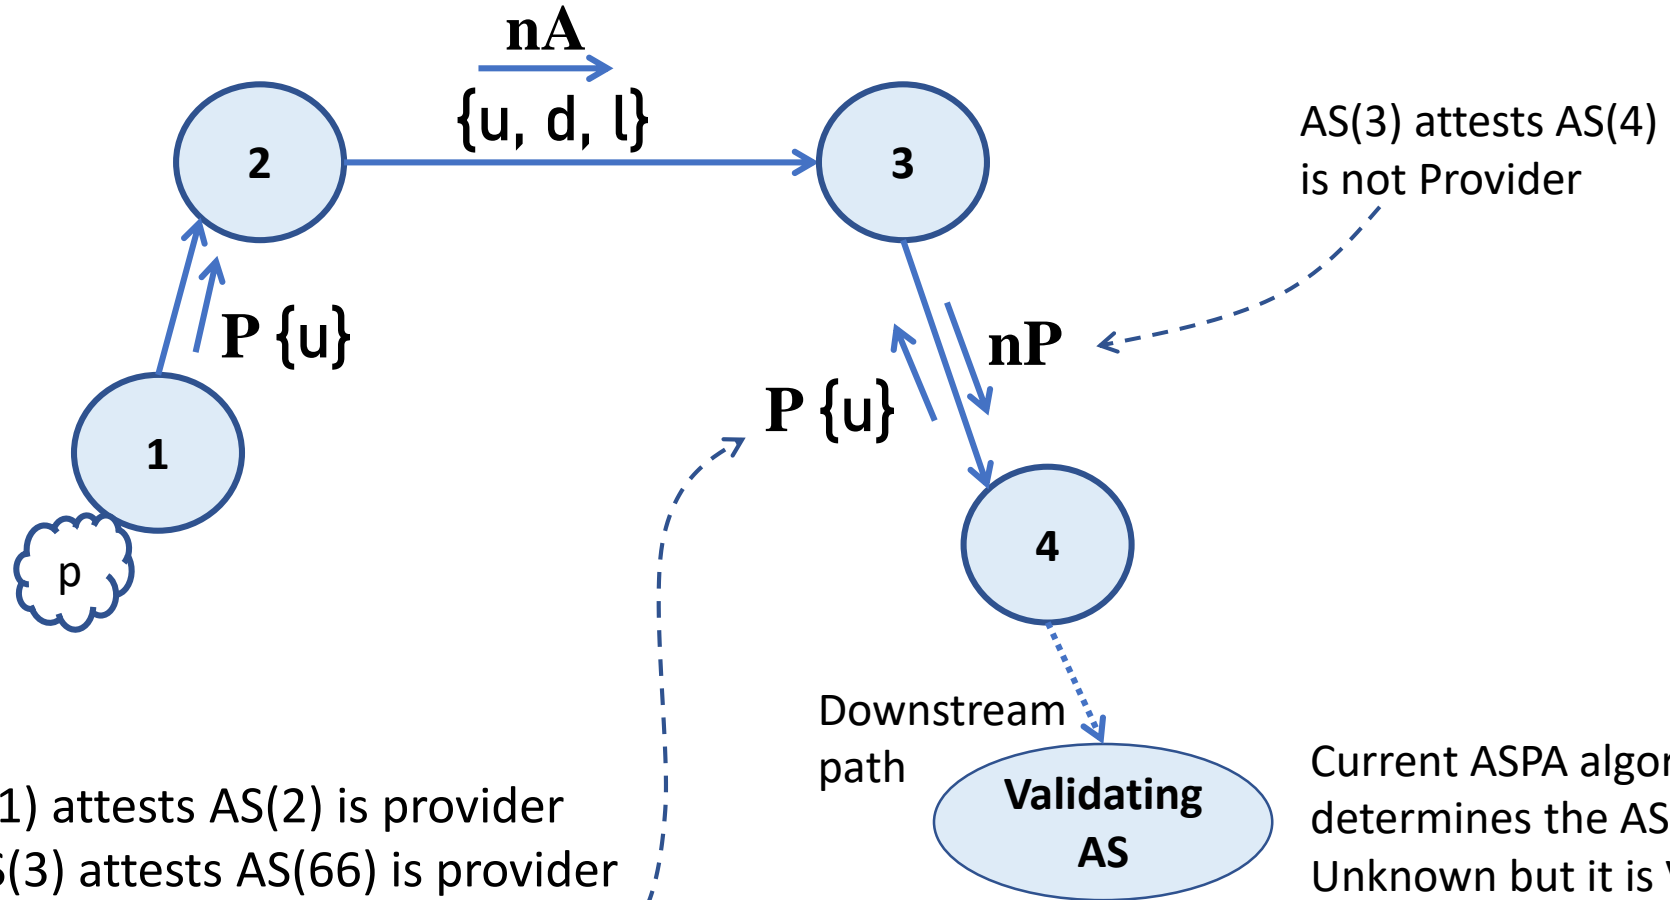 nA
{u, d, l}
2
3
AS(3) attests AS(4)
is not Provider
P {u}
nP
P {u}
1
4
p
Downstream
path
Validating
AS
1) attests AS(2) is provider
S(3) attests AS(66) is provider
Current ASPA algor
determines the AS
Unknown but it is